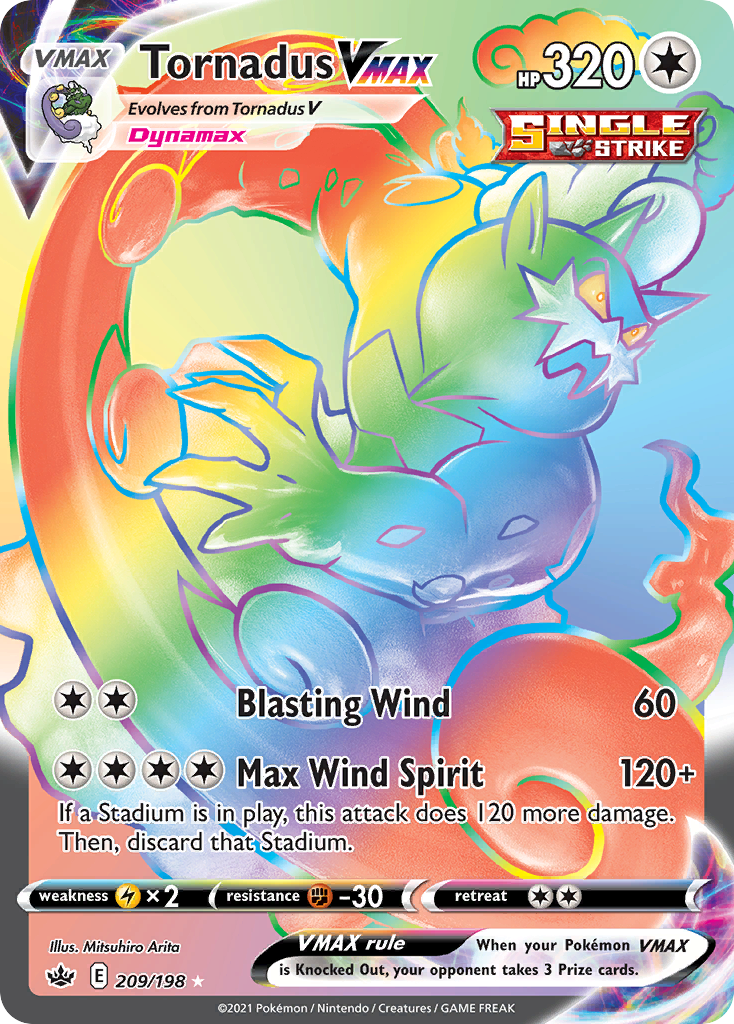 VMAX
Tornadus VMAX
HP 320
Evolves from Tornadus V
Dynamax
SINGLE
STRIKE
Blasting Wind 60
Max Wind Spirit 120+
If a Stadium is in play, this attack does 120 more damage.
Then, discard that Stadium.
weakness ×2 resistance -30 retreat
Illus. Mitsuhiro Arita
VMAX rule When your Pokémon VMAX
is Knocked Out, your opponent takes 3 Prize cards.
E 209/198
©2021 Pokémon / Nintendo / Creatures / GAME FREAK